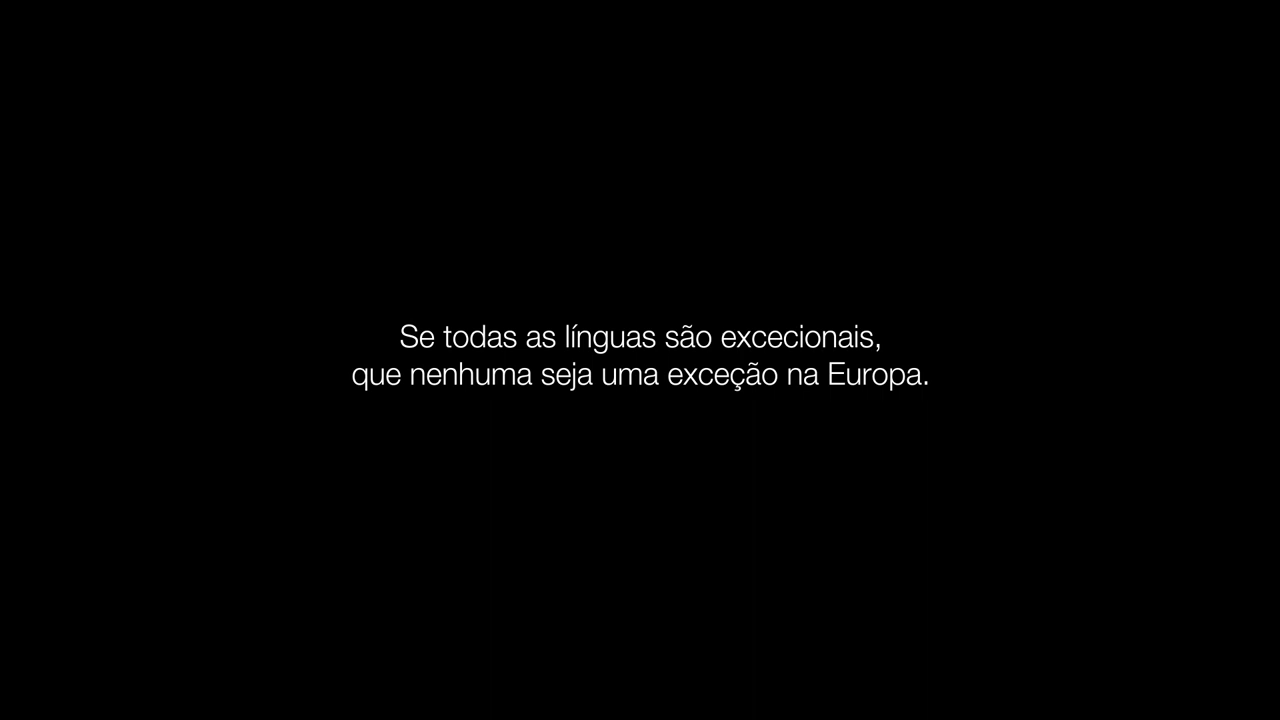 Se todas as línguas são excecionais,
que nenhuma seja uma exceção na Europa.